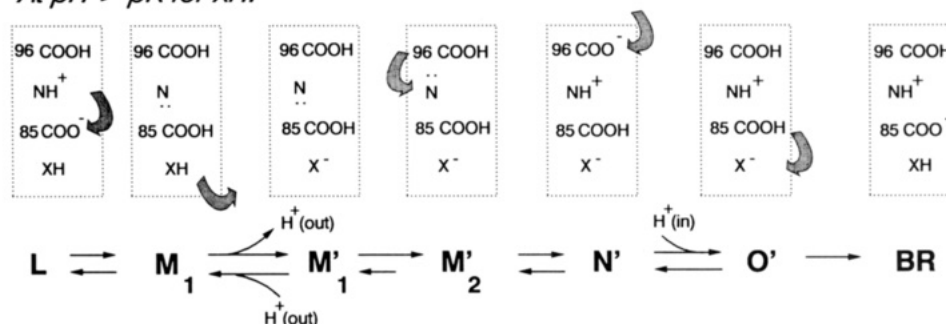 At pH > pK for XH:
96 COOH 96 COOH 96 COOH 96 COOH 96 COO⁻ 96 COOH 96 COOH
NH⁺ N̤ N̤ N̈ NH⁺ NH⁺ NH⁺
85 COO⁻ 85 COOH 85 COOH 85 COOH 85 COOH 85 COOH 85 COO⁻
XH XH X⁻ X⁻ X⁻ X⁻ XH
H⁺(out) H⁺(in)
L M₁ M'₁ M'₂ N' O' BR
H⁺(out)